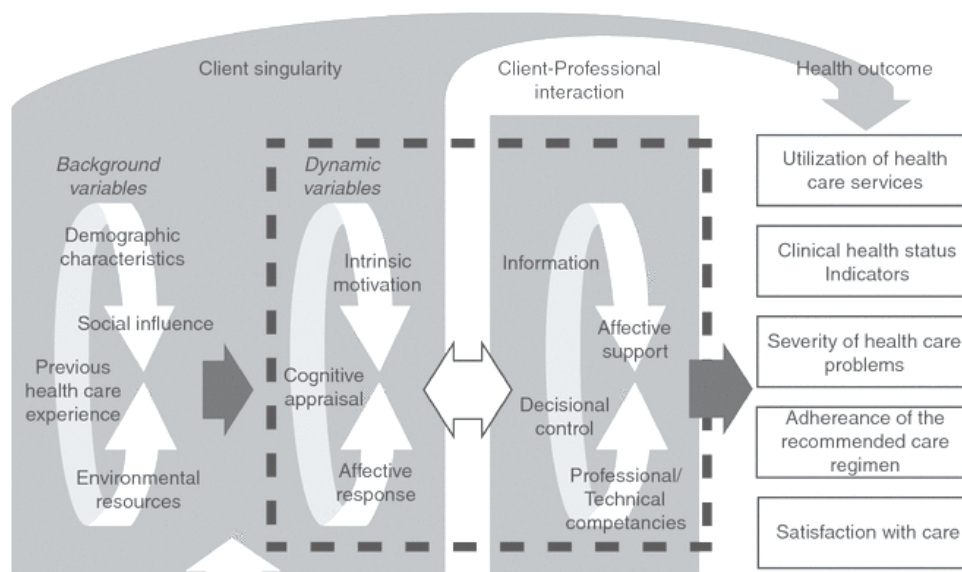 Client singularity
Client-Professional
interaction
Health outcome
Background
variables
Demographic
characteristics
Social influence
Previous
health care
experience
Environmental
resources
Dynamic
variables
Intrinsic
motivation
Cognitive
appraisal
Affective
response
Information
Affective
support
Decisional
control
Professional/
Technical
competancies
Utilization of health
care services
Clinical health status
Indicators
Severity of health care
problems
Adhereance of the
recommended care
regimen
Satisfaction with care